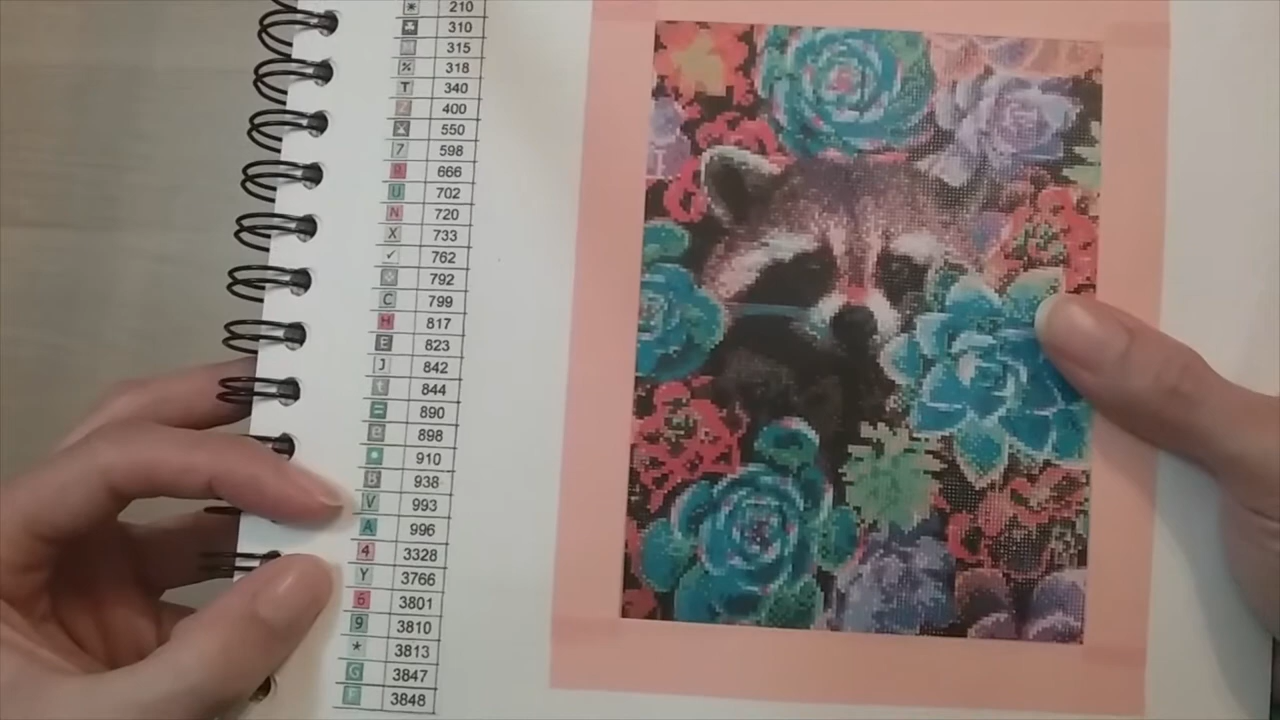 * 210
♣ 310
315
% 318
T 340
Z 400
550
7 598
666
U 702
N 720
X 733
✓ 762
792
C 799
H 817
E 823
J 842
t 844
= 890
e 898
● 910
B 938
V 993
A 996
4 3328
Y 3766
6 3801
9 3810
* 3813
G 3847
F 3848